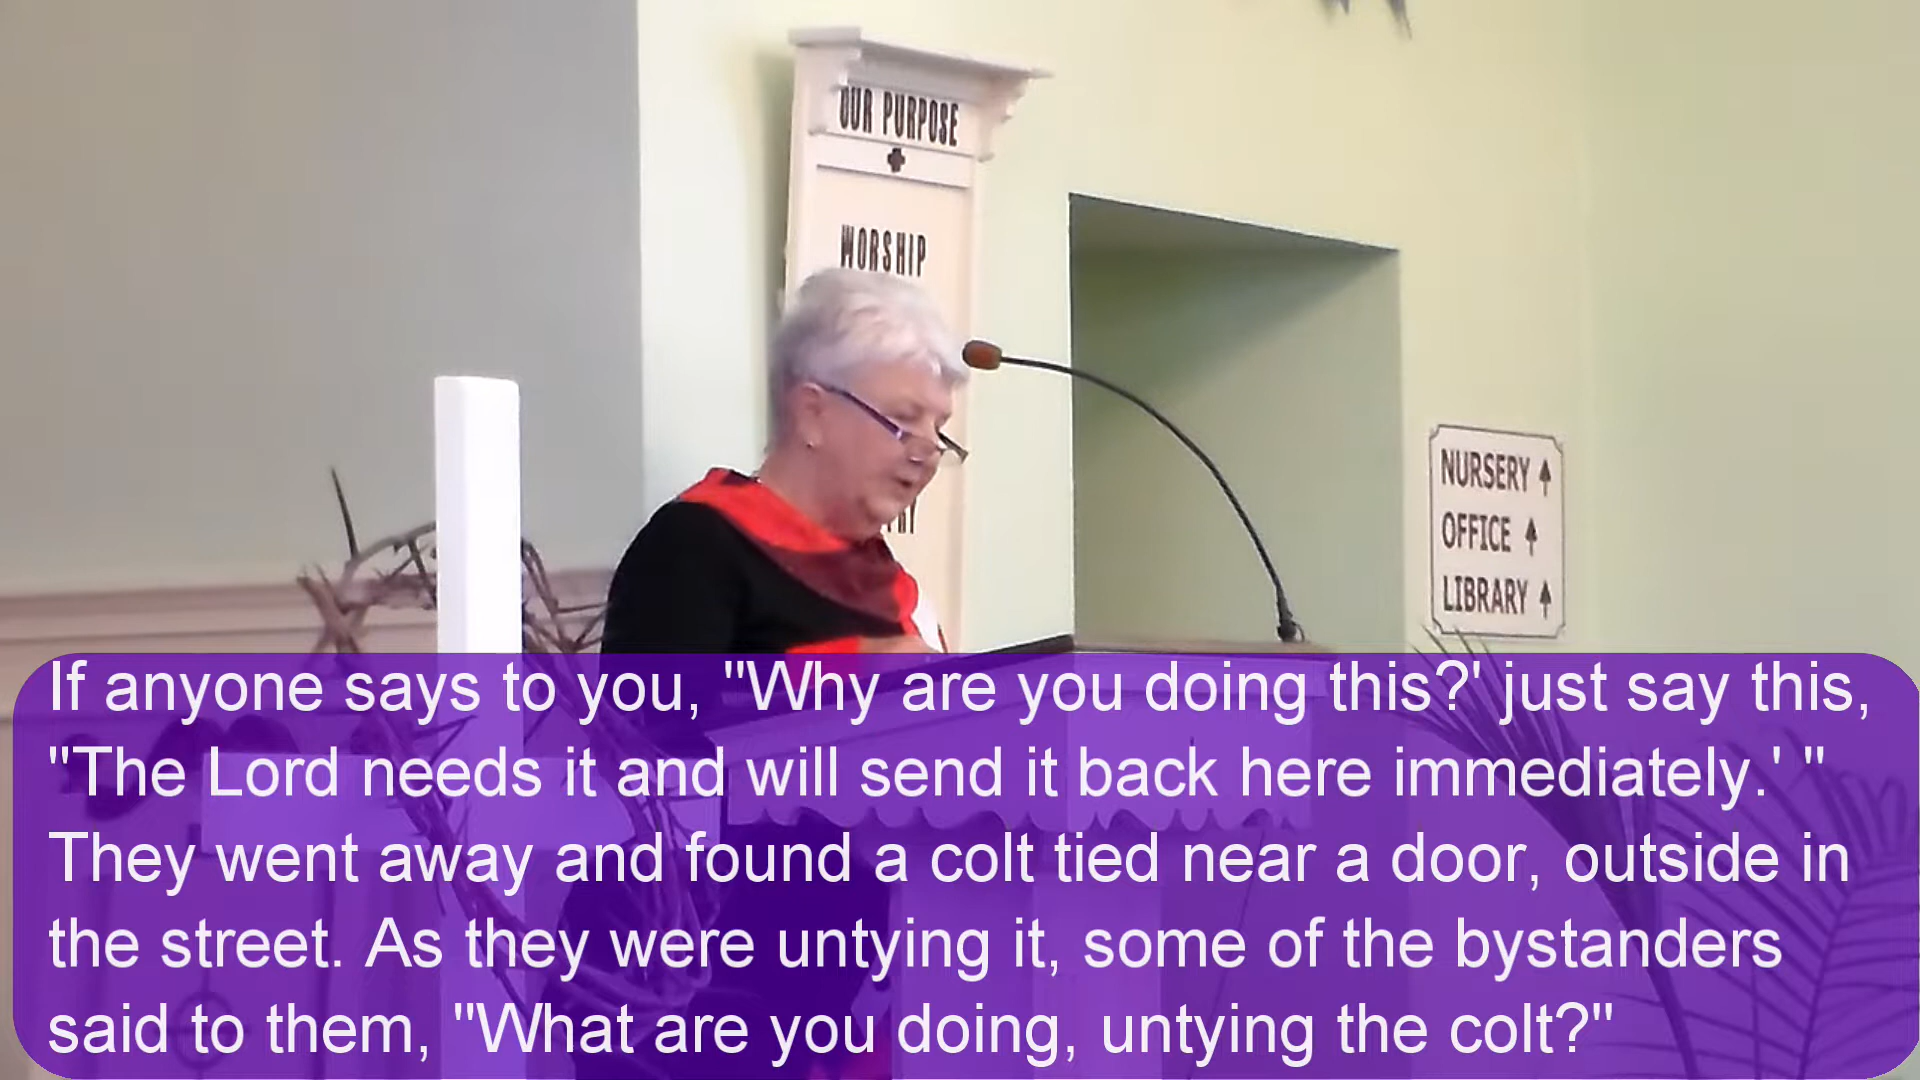 OUR PURPOSE
WORSHIP
NURSERY
OFFICE
LIBRARY
If anyone says to you, "Why are you doing this?' just say this,
"The Lord needs it and will send it back here immediately.' "
They went away and found a colt tied near a door, outside in
the street. As they were untying it, some of the bystanders
said to them, "What are you doing, untying the colt?"